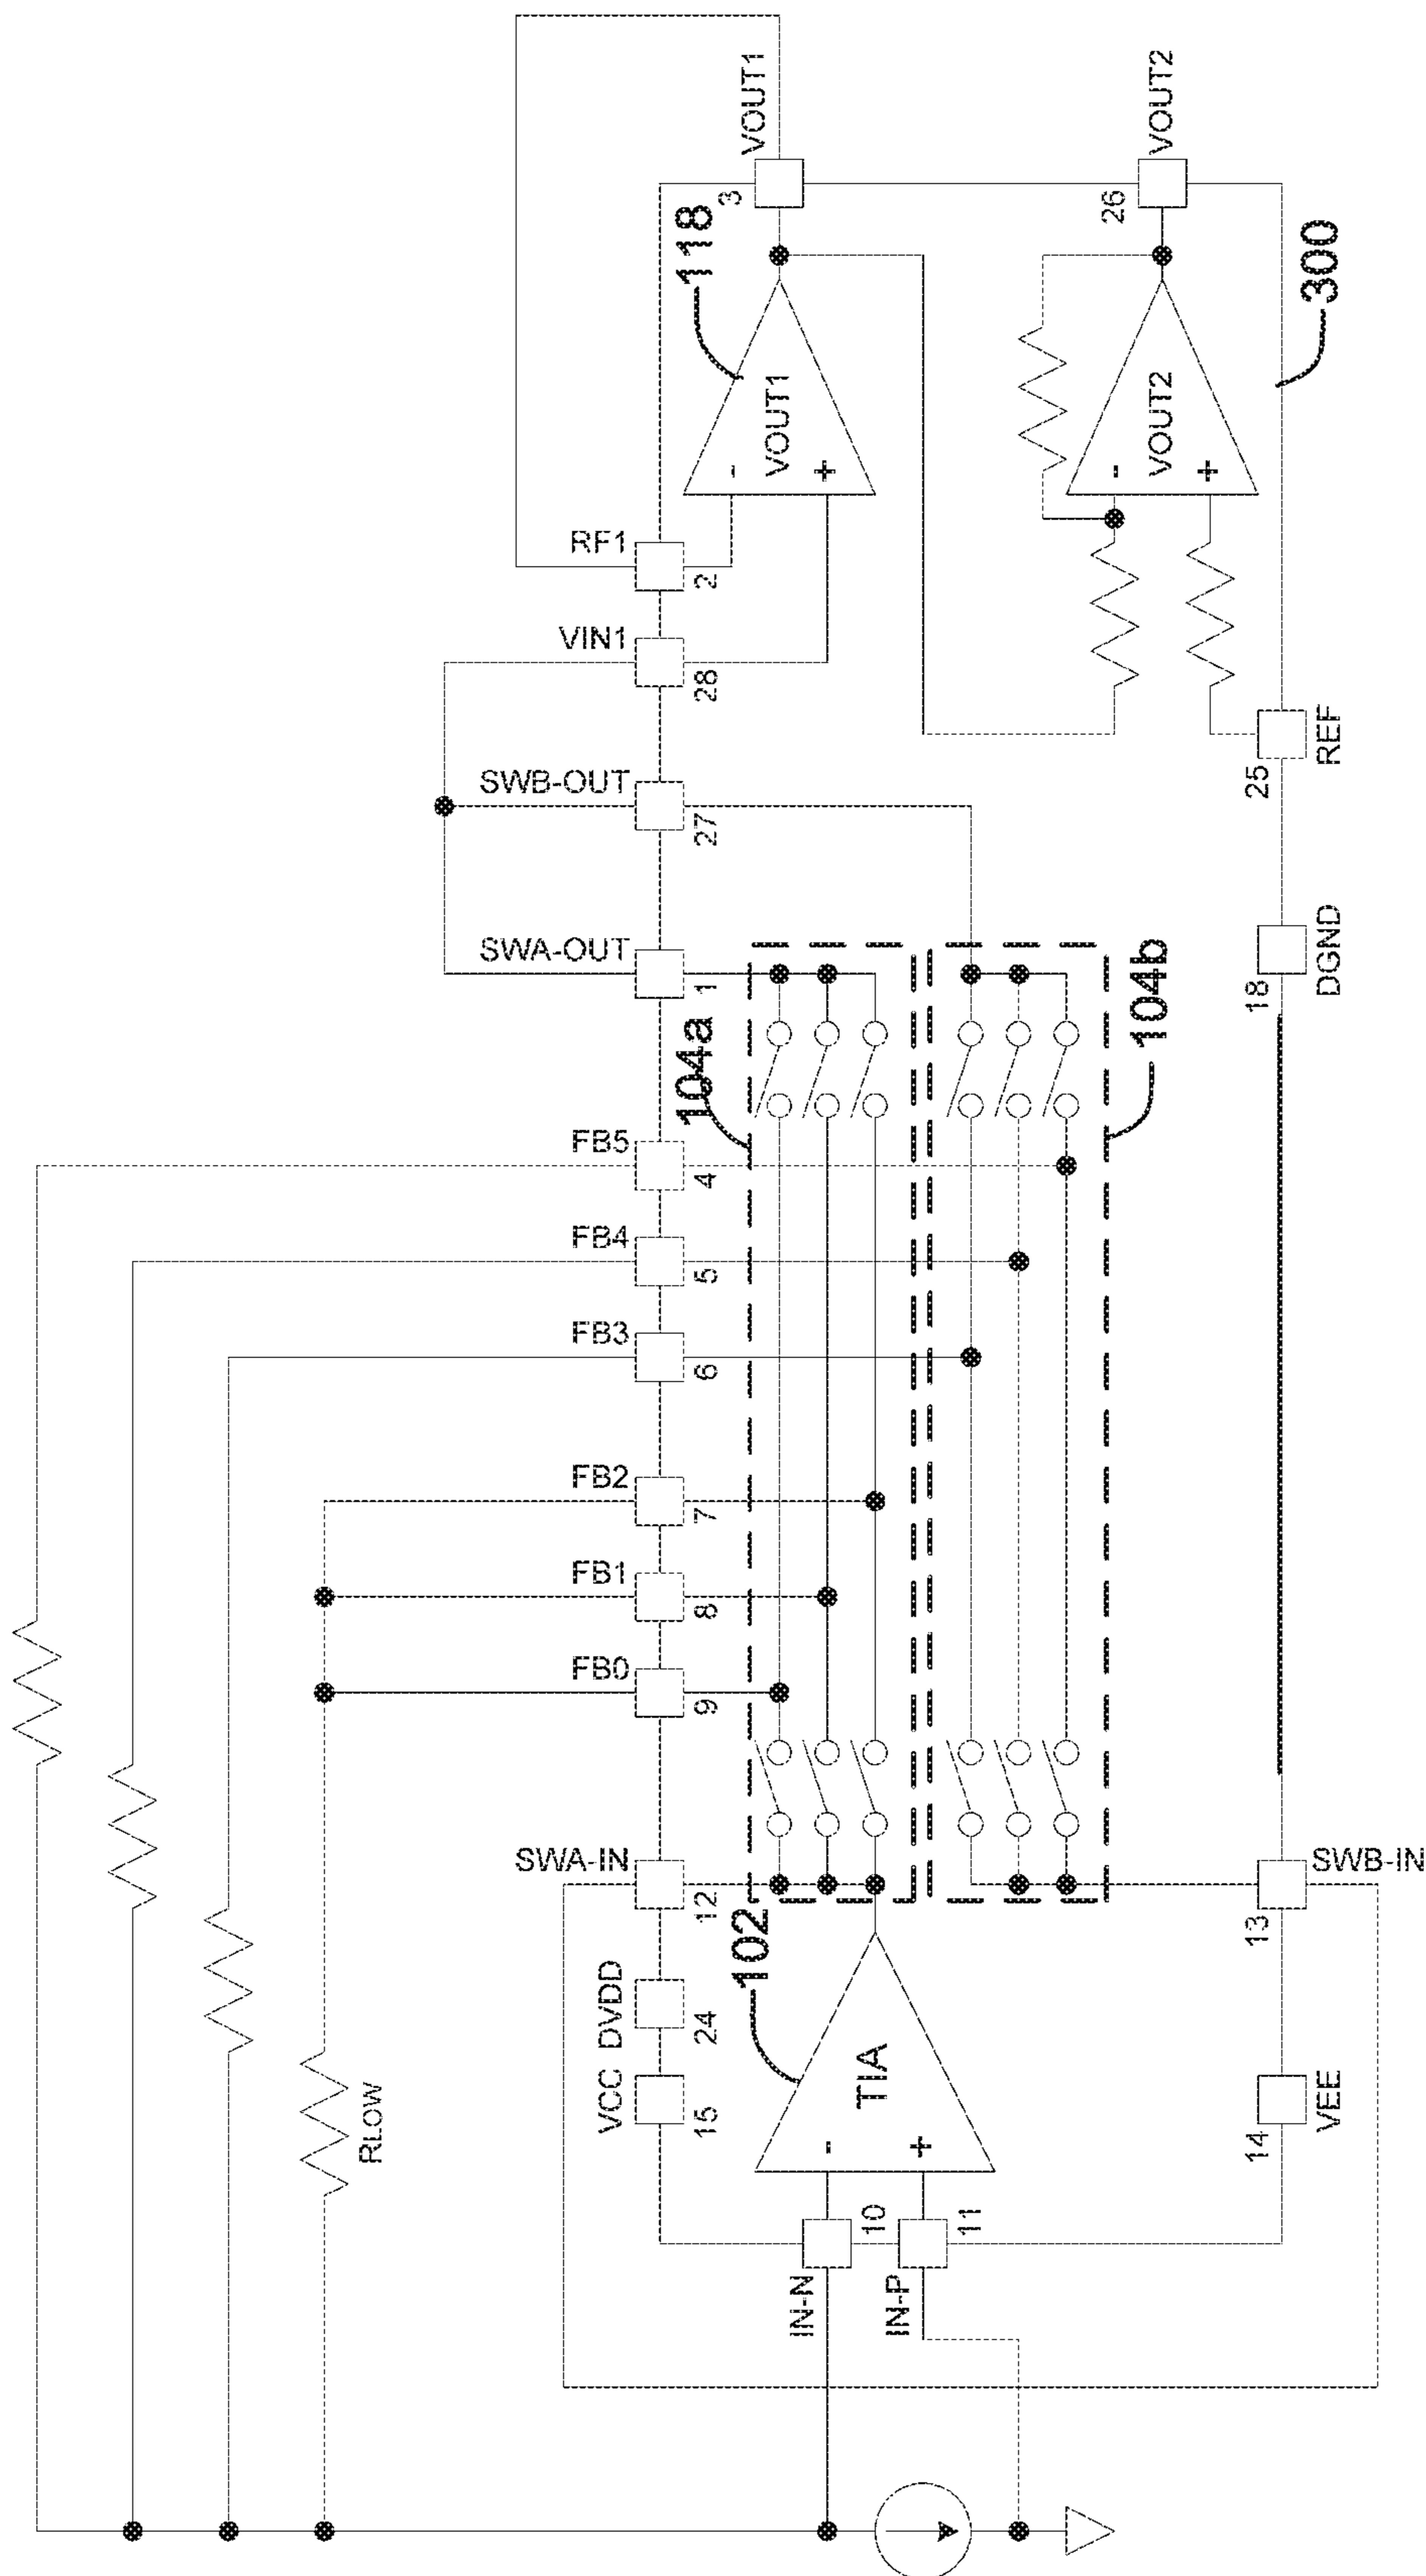 VOUT1
3
118
VOUT2
26
300
-
VOUT1
+
-
VOUT2
+
RF1
2
VIN1
28
REF
25
SWB-OUT
27
SWA-OUT
1
DGND
18
104a
104b
FB5
4
FB4
5
FB3
6
FB2
7
FB1
8
FB0
9
SWA-IN
12
SWB-IN
13
102
DVDD
24
VCC
15
TIA
-
+
VEE
14
RLOW
10
11
IN-N
IN-P